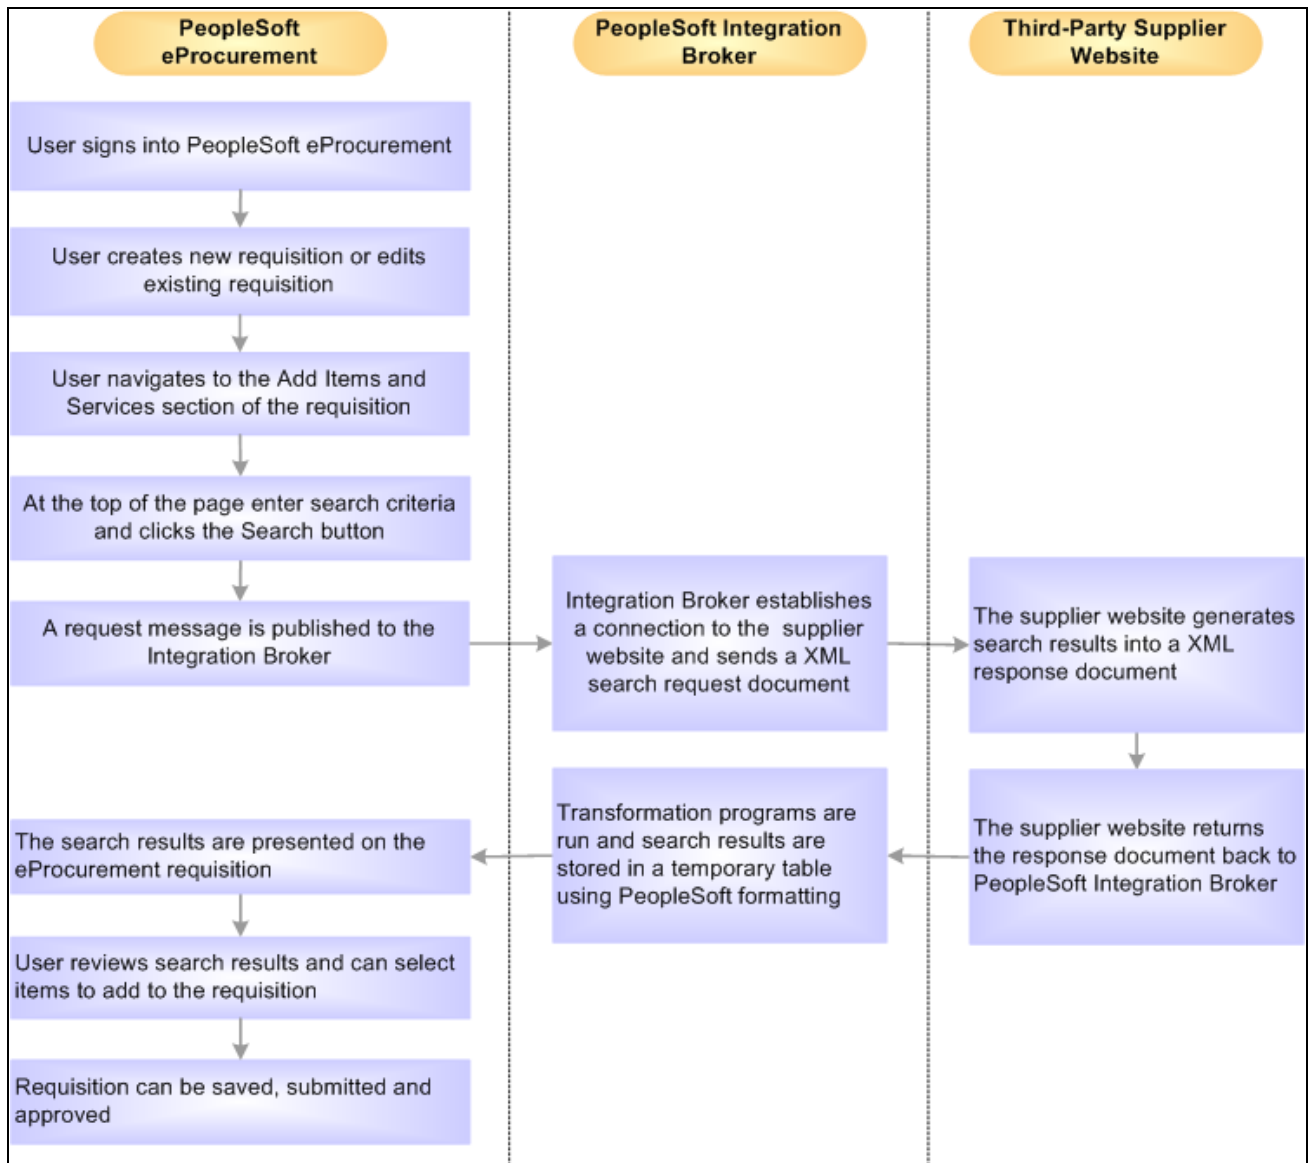 PeopleSoft
eProcurement
PeopleSoft Integration
Broker
Third-Party Supplier
Website
User signs into PeopleSoft eProcurement
User creates new requisition or edits
existing requisition
User navigates to the Add Items and
Services section of the requisition
At the top of the page enter search criteria
and clicks the Search button
A request message is published to the
Integration Broker
Integration Broker establishes
a connection to the supplier
website and sends a XML
search request document
The supplier website generates
search results into a XML
response document
The supplier website returns
the response document back to
PeopleSoft Integration Broker
Transformation programs are
run and search results are
stored in a temporary table
using PeopleSoft formatting
The search results are presented on the
eProcurement requisition
User reviews search results and can select
items to add to the requisition
Requisition can be saved, submitted and
approved